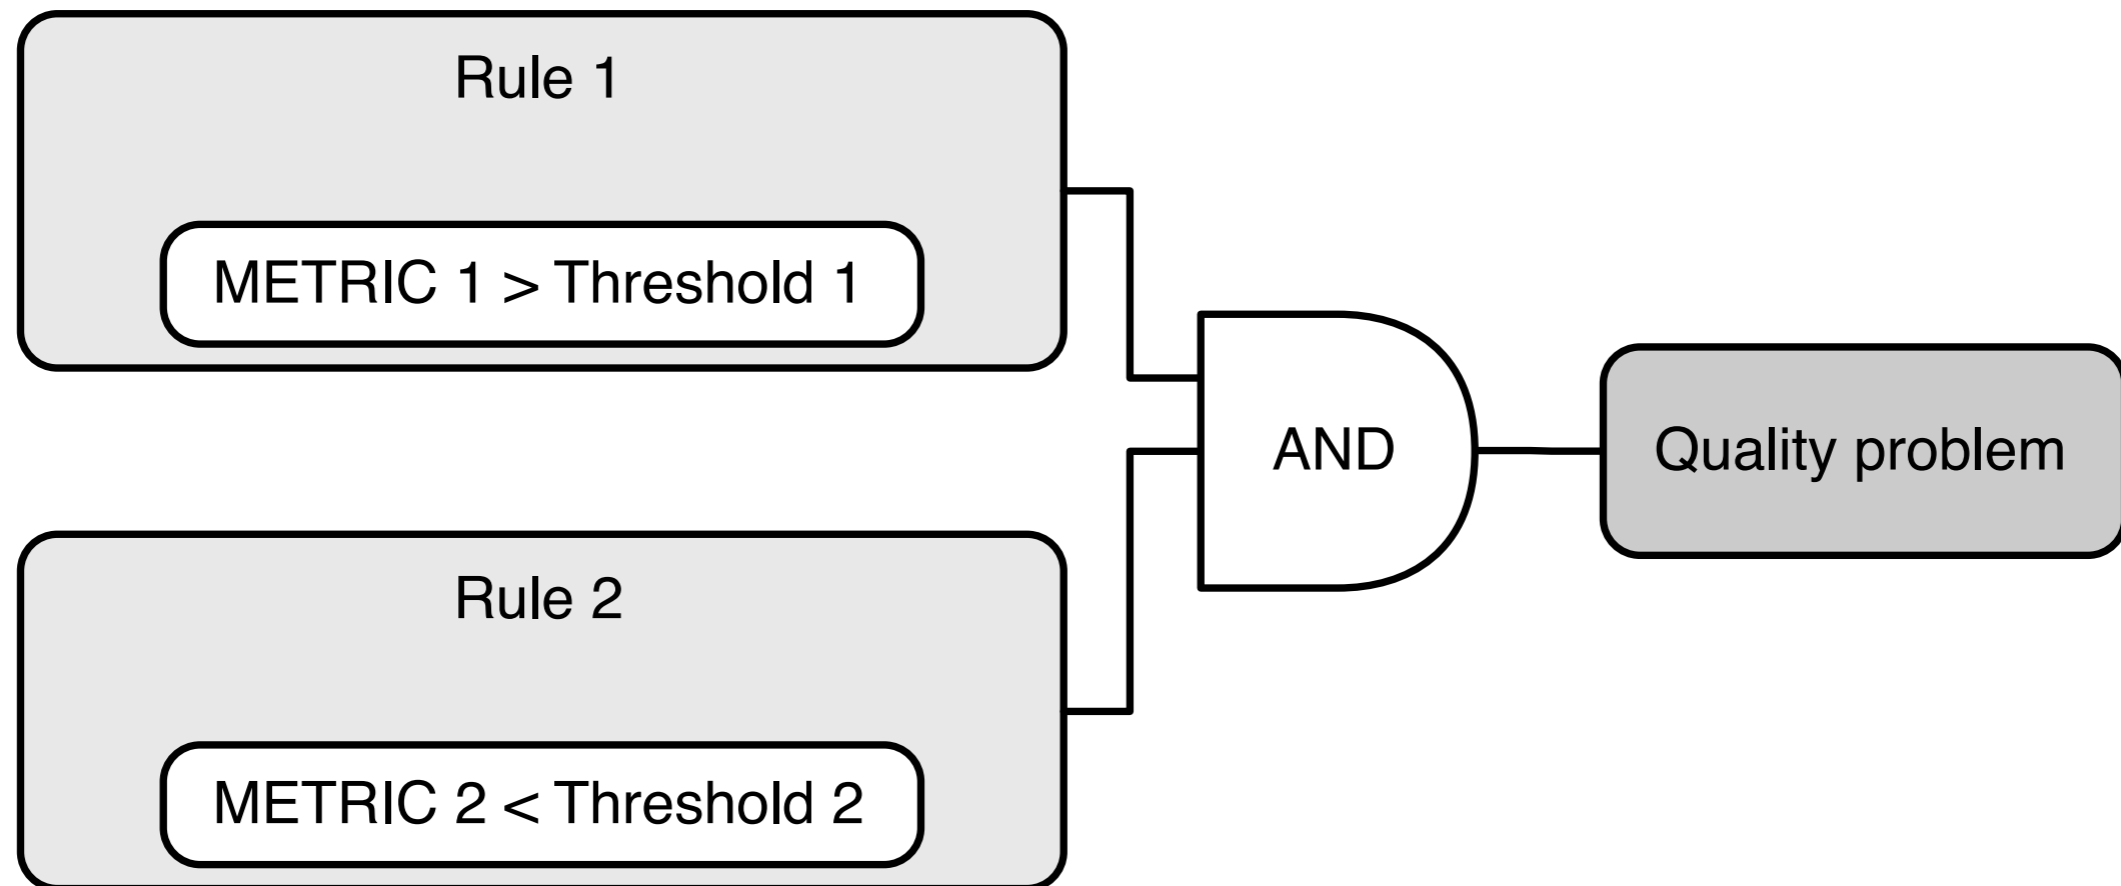 Rule 1
METRIC 1 > Threshold 1
AND
Quality problem
Rule 2
METRIC 2 < Threshold 2